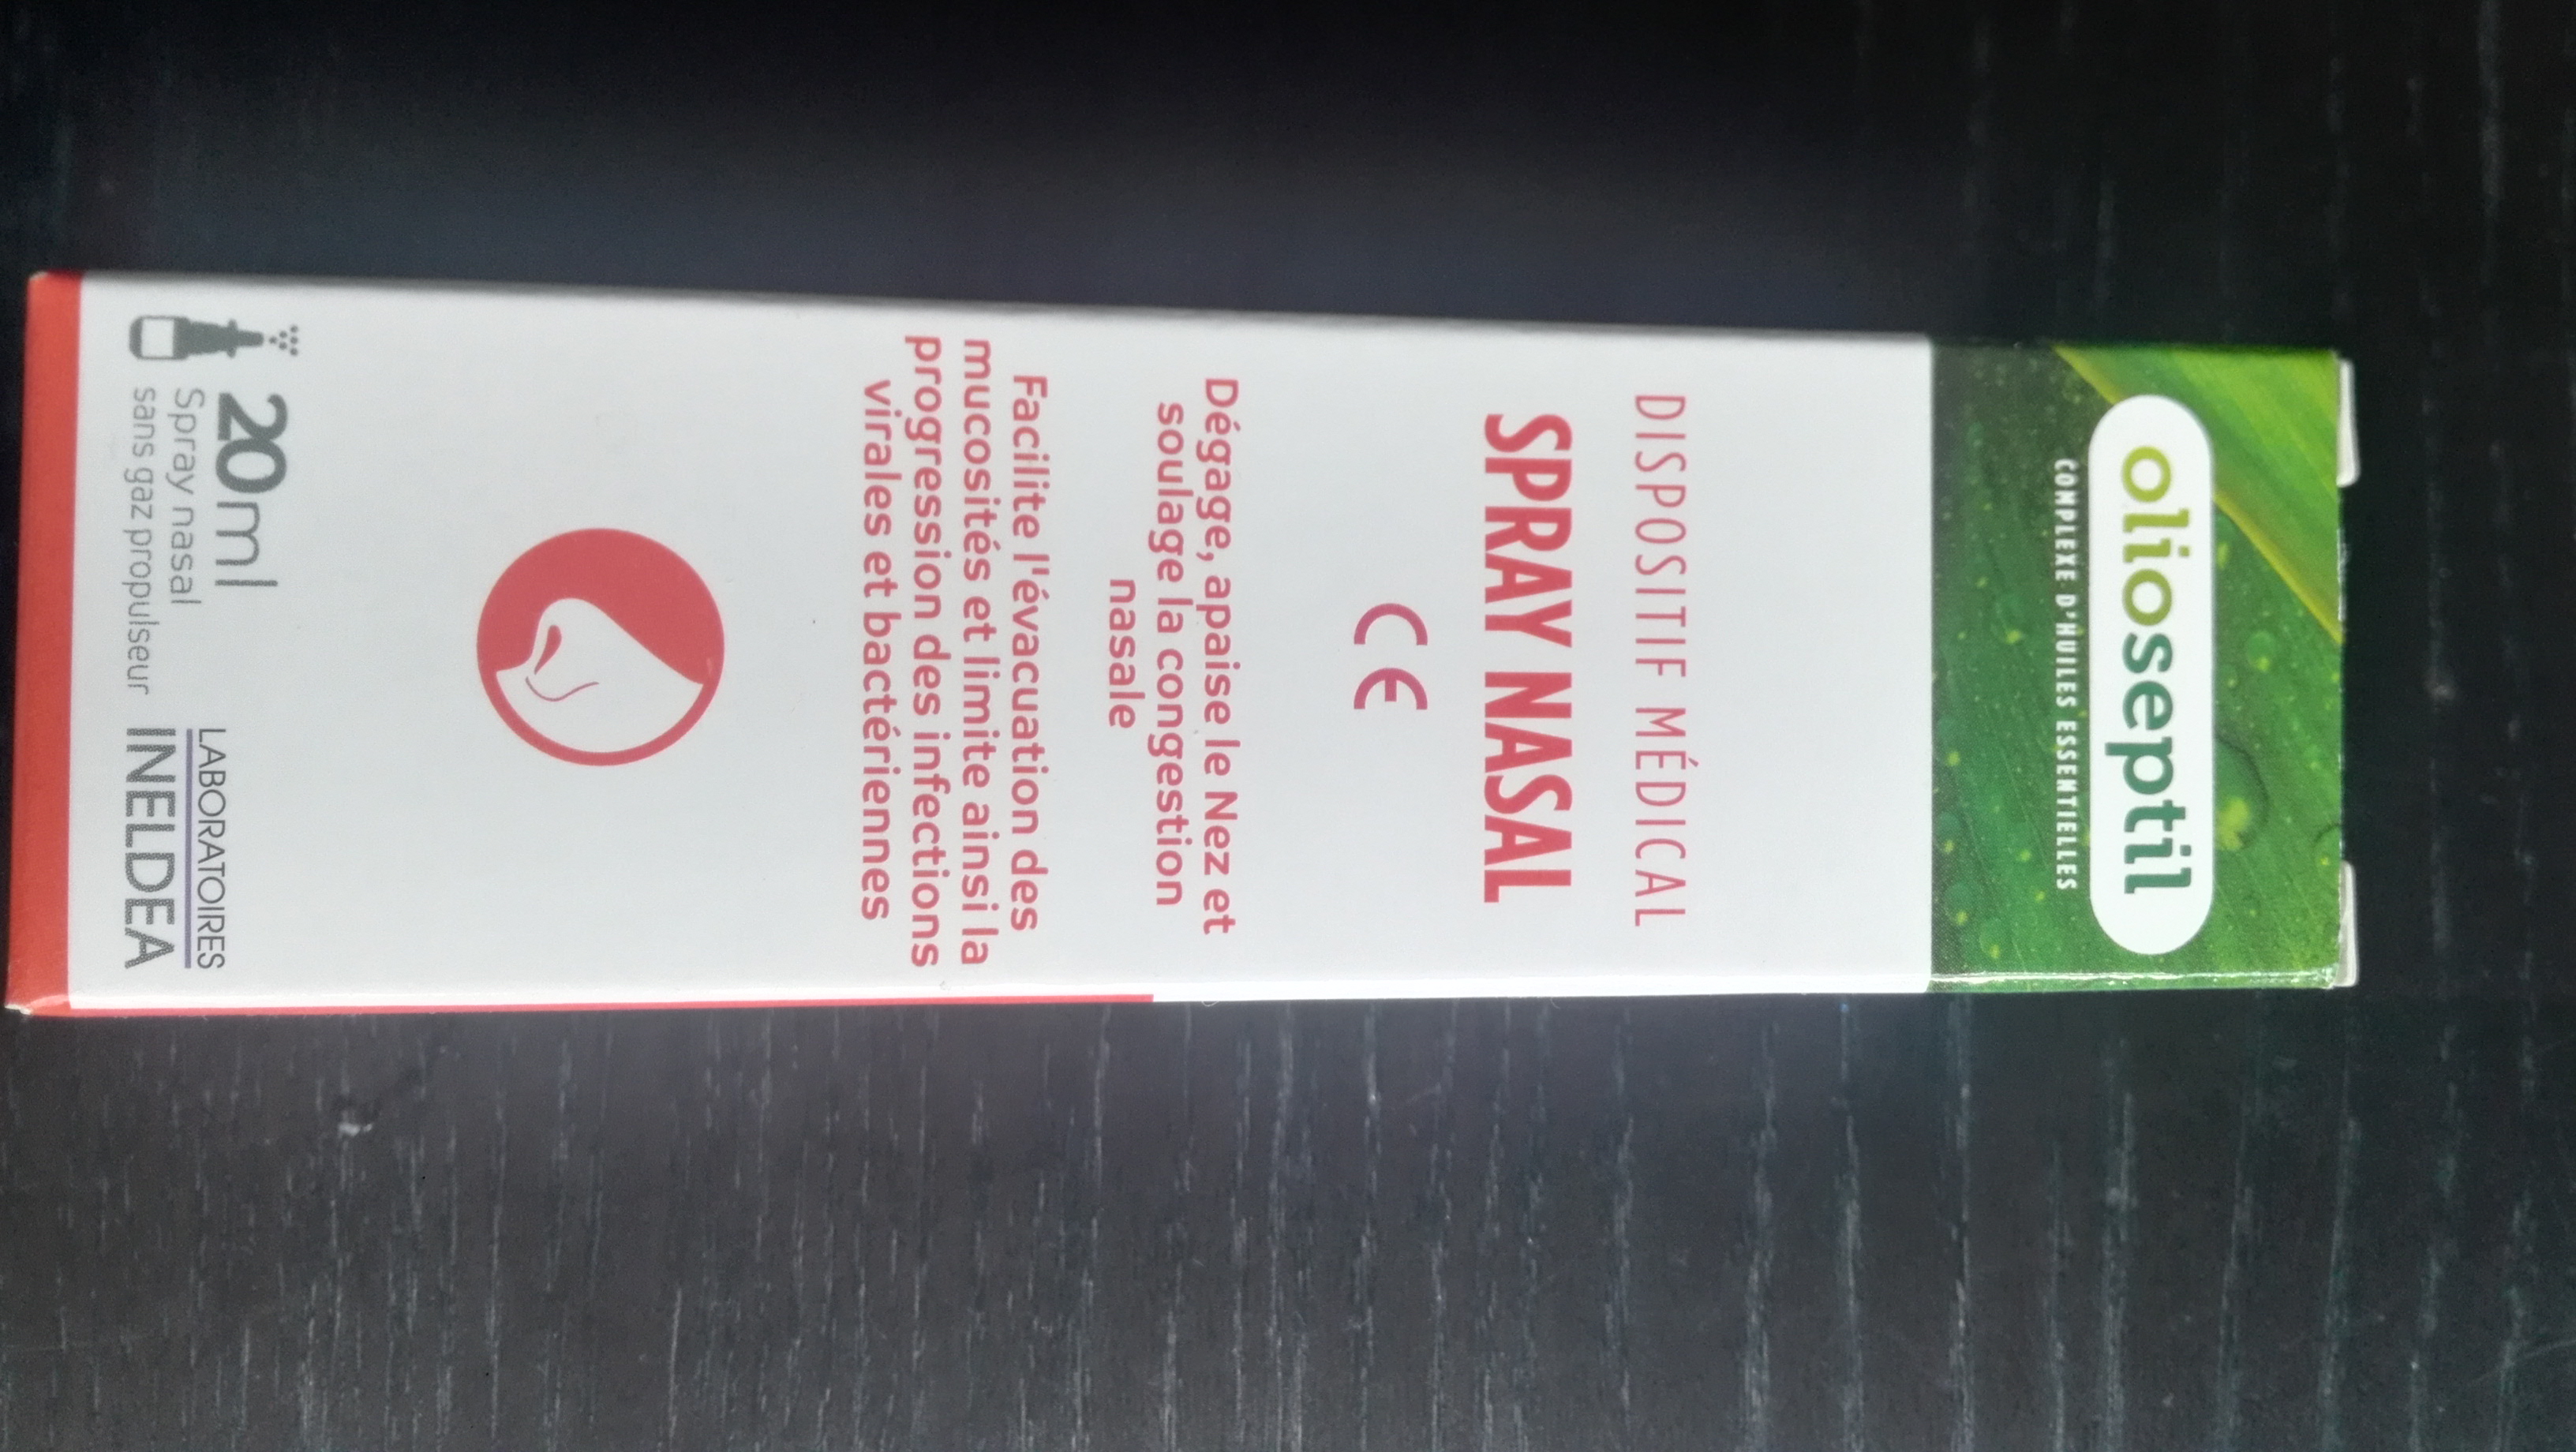 olioseptil
COMPLEXE D'HUILES ESSENTIELLES
DISPOSITIF MÉDICAL
SPRAY NASAL
CE
Dégage, apaise le Nez et
soulage la congestion
nasale
Facilite l'évacuation des
mucosités et limite ainsi la
progression des infections
virales et bactériennes
20ml
Spray nasal
sans gaz propulseur
LABORATOIRES
INELDEA